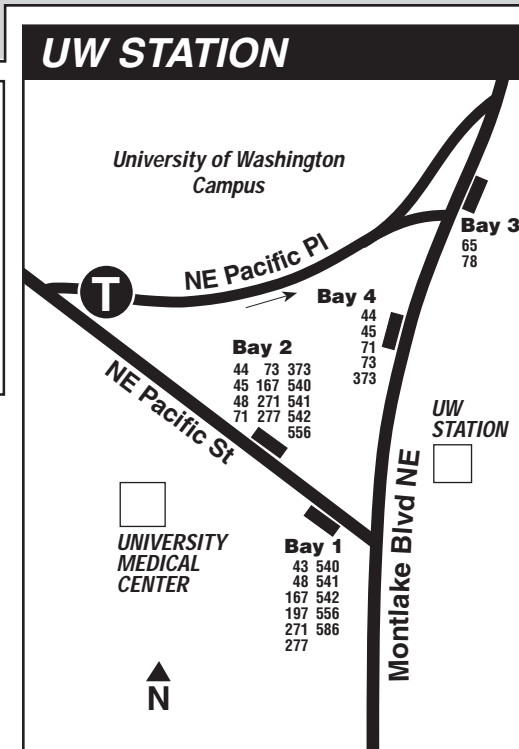 UW STATION
University of Washington
Campus
NE Pacific Pl
T
Bay 3
65
78
Bay 4
44
45
71
73
373
Bay 2
44 73 373
45 167 540
48 271 541
71 277 542
556
NE Pacific St
UW
STATION
Montlake Blvd NE
UNIVERSITY
MEDICAL
CENTER
Bay 1
43 540
48 541
167 542
197 556
271 586
277
N